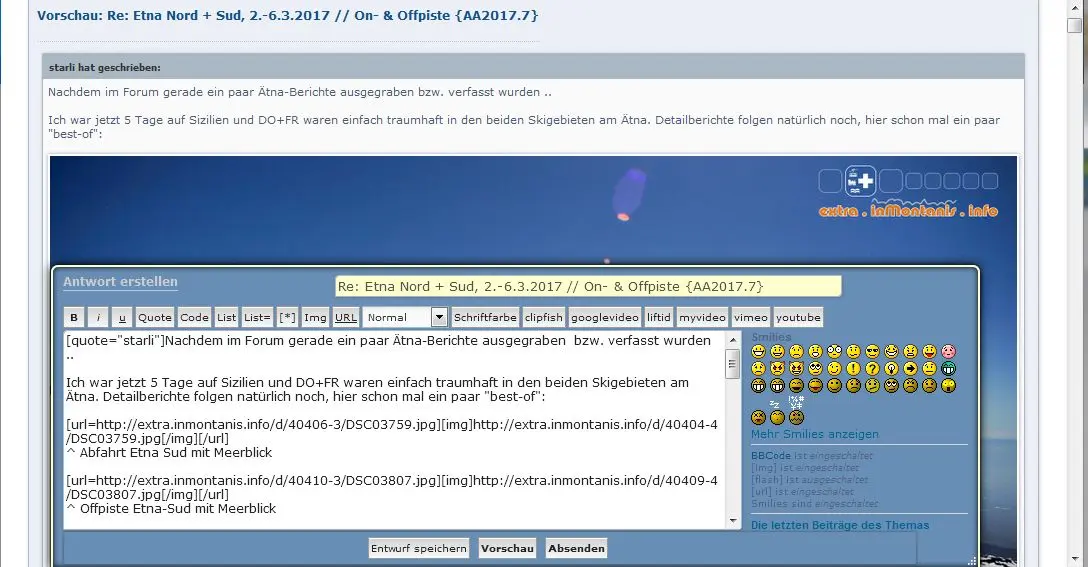 Vorschau: Re: Etna Nord + Sud, 2.-6.3.2017 // On- & Offpiste {AA2017.7}
starli hat geschrieben:
Nachdem im Forum gerade ein paar Ätna-Berichte ausgegraben bzw. verfasst wurden ..
Ich war jetzt 5 Tage auf Sizilien und DO+FR waren einfach traumhaft in den beiden Skigebieten am Ätna. Detailberichte folgen natürlich noch, hier schon mal ein paar
"best-of":
extra . inMontanis . info
Antwort erstellen
Re: Etna Nord + Sud, 2.-6.3.2017 // On- & Offpiste {AA2017.7}
B i u Quote Code List List= [*] Img URL Normal Schriftfarbe clipfish googlevideo liftid myvideo vimeo youtube
[quote="starli"]Nachdem im Forum gerade ein paar Ätna-Berichte ausgegraben  bzw. verfasst wurden
..
Ich war jetzt 5 Tage auf Sizilien und DO+FR waren einfach traumhaft in den beiden Skigebieten am
Ätna. Detailberichte folgen natürlich noch, hier schon mal ein paar "best-of":
[url=http://extra.inmontanis.info/d/40406-3/DSC03759.jpg][img]http://extra.inmontanis.info/d/40404-4
/DSC03759.jpg[/img][/url]
^ Abfahrt Etna Sud mit Meerblick
[url=http://extra.inmontanis.info/d/40410-3/DSC03807.jpg][img]http://extra.inmontanis.info/d/40409-4
/DSC03807.jpg[/img][/url]
^ Offpiste Etna-Sud mit Meerblick
Smilies
Mehr Smilies anzeigen
BBCode ist eingeschaltet
[img] ist eingeschaltet
[flash] ist ausgeschaltet
[url] ist eingeschaltet
Smilies sind eingeschaltet
Die letzten Beiträge des Themas
Entwurf speichern Vorschau Absenden